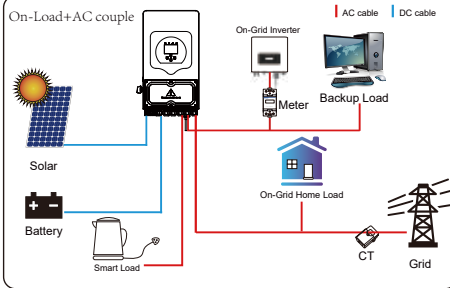 On-Load+AC couple
AC cable
DC cable
On-Grid Inverter
Meter
Backup Load
Solar
On-Grid Home Load
Battery
Smart Load
CT
Grid